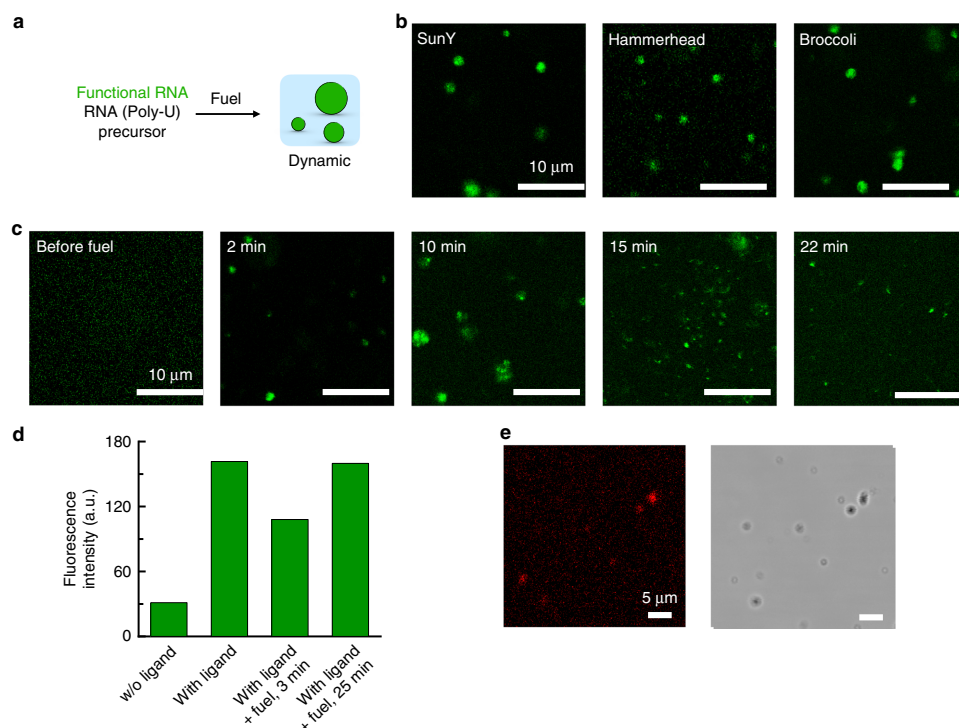 a
Functional RNA
RNA (Poly-U)
precursor
Fuel
Dynamic
b
SunY
10 μm
Hammerhead
Broccoli
c
Before fuel
10 μm
2 min
10 min
15 min
22 min
d
Fluorescence
intensity (a.u.)
180
120
60
0
w/o ligand
With ligand
With ligand
+ fuel, 3 min
With ligand
+ fuel, 25 min
e
5 μm